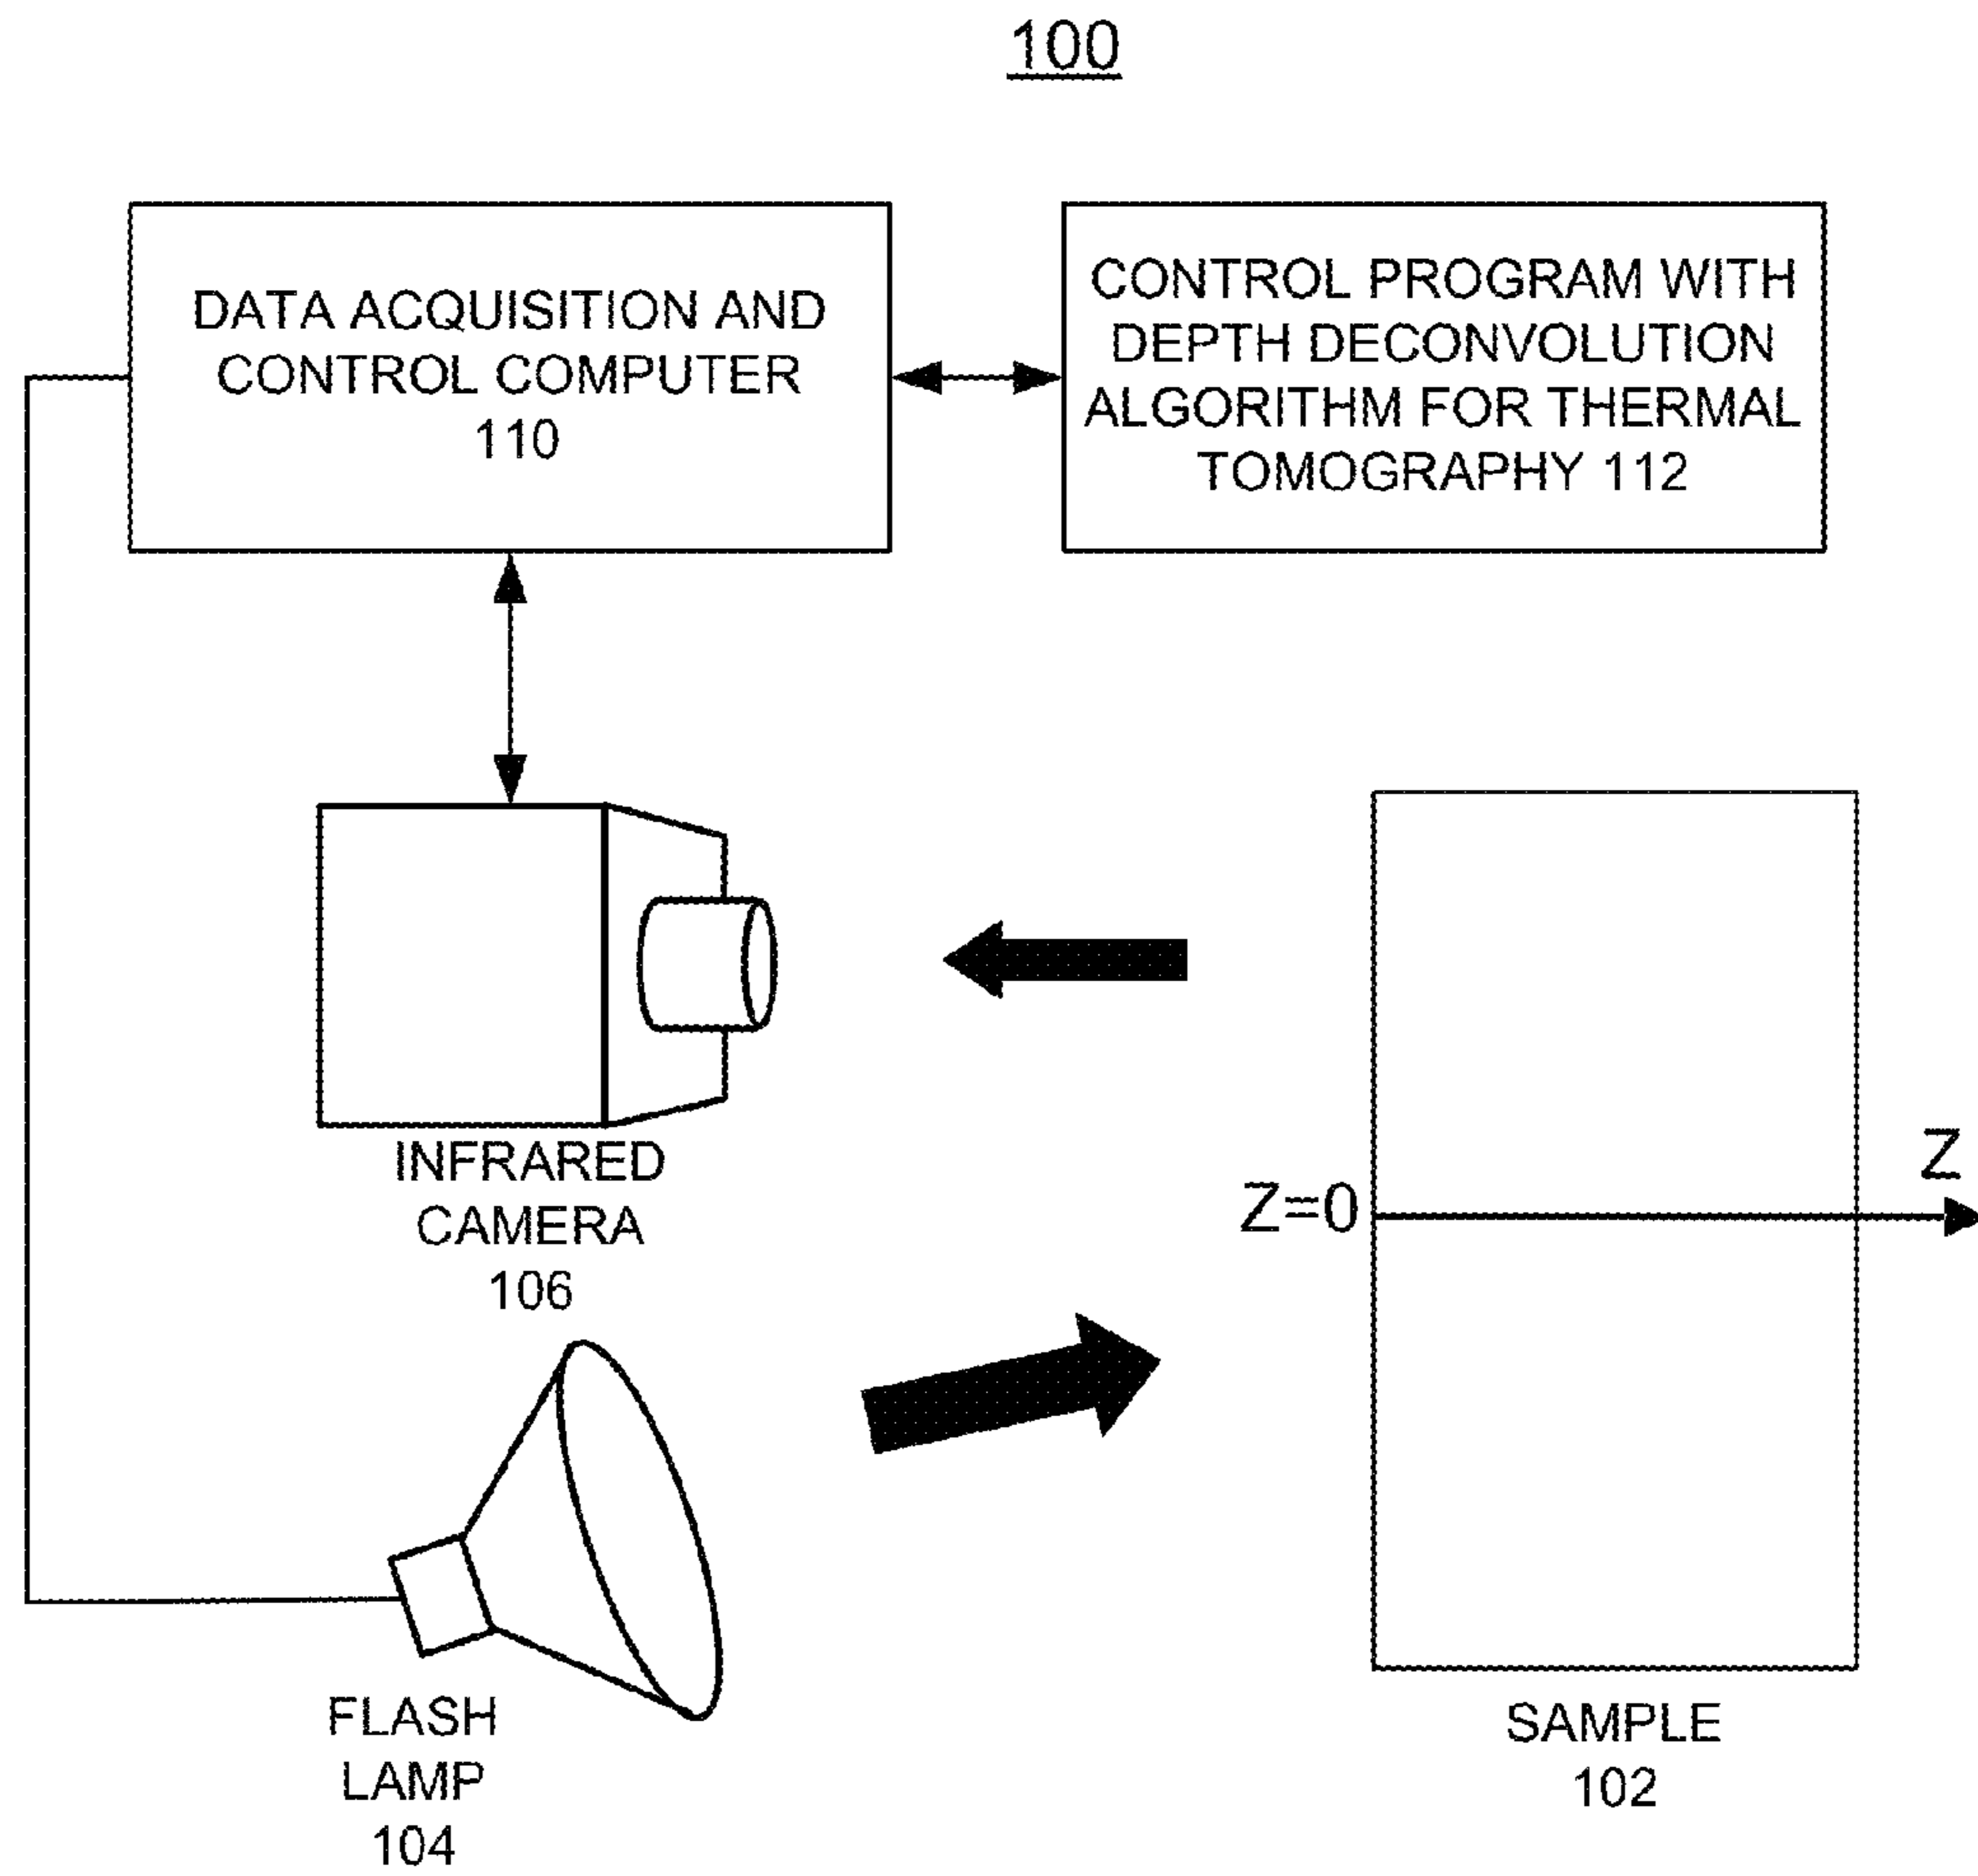 100
DATA ACQUISITION AND
CONTROL COMPUTER
110
CONTROL PROGRAM WITH
DEPTH DECONVOLUTION
ALGORITHM FOR THERMAL
TOMOGRAPHY 112
INFRARED
CAMERA
106
Z
Z=0
FLASH
LAMP
104
SAMPLE
102